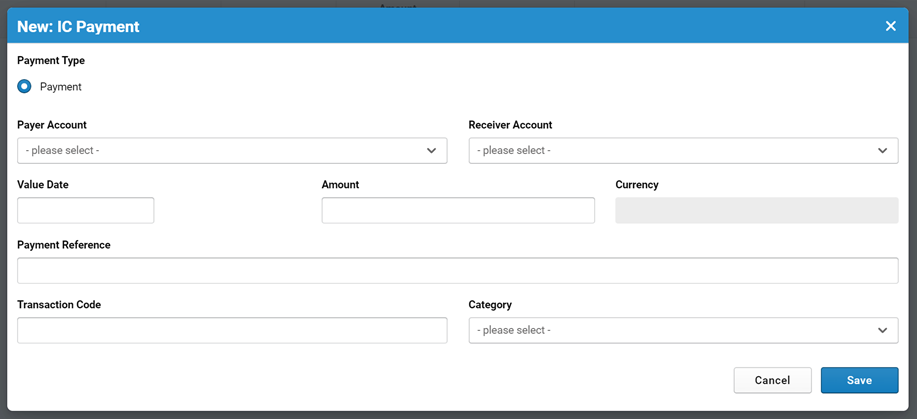 Amount
New: IC Payment
Payment Type
Payment
Payer Account
Receiver Account
- please select -
- please select -
Value Date
Amount
Currency
Payment Reference
Transaction Code
Category
- please select -
Cancel
Save